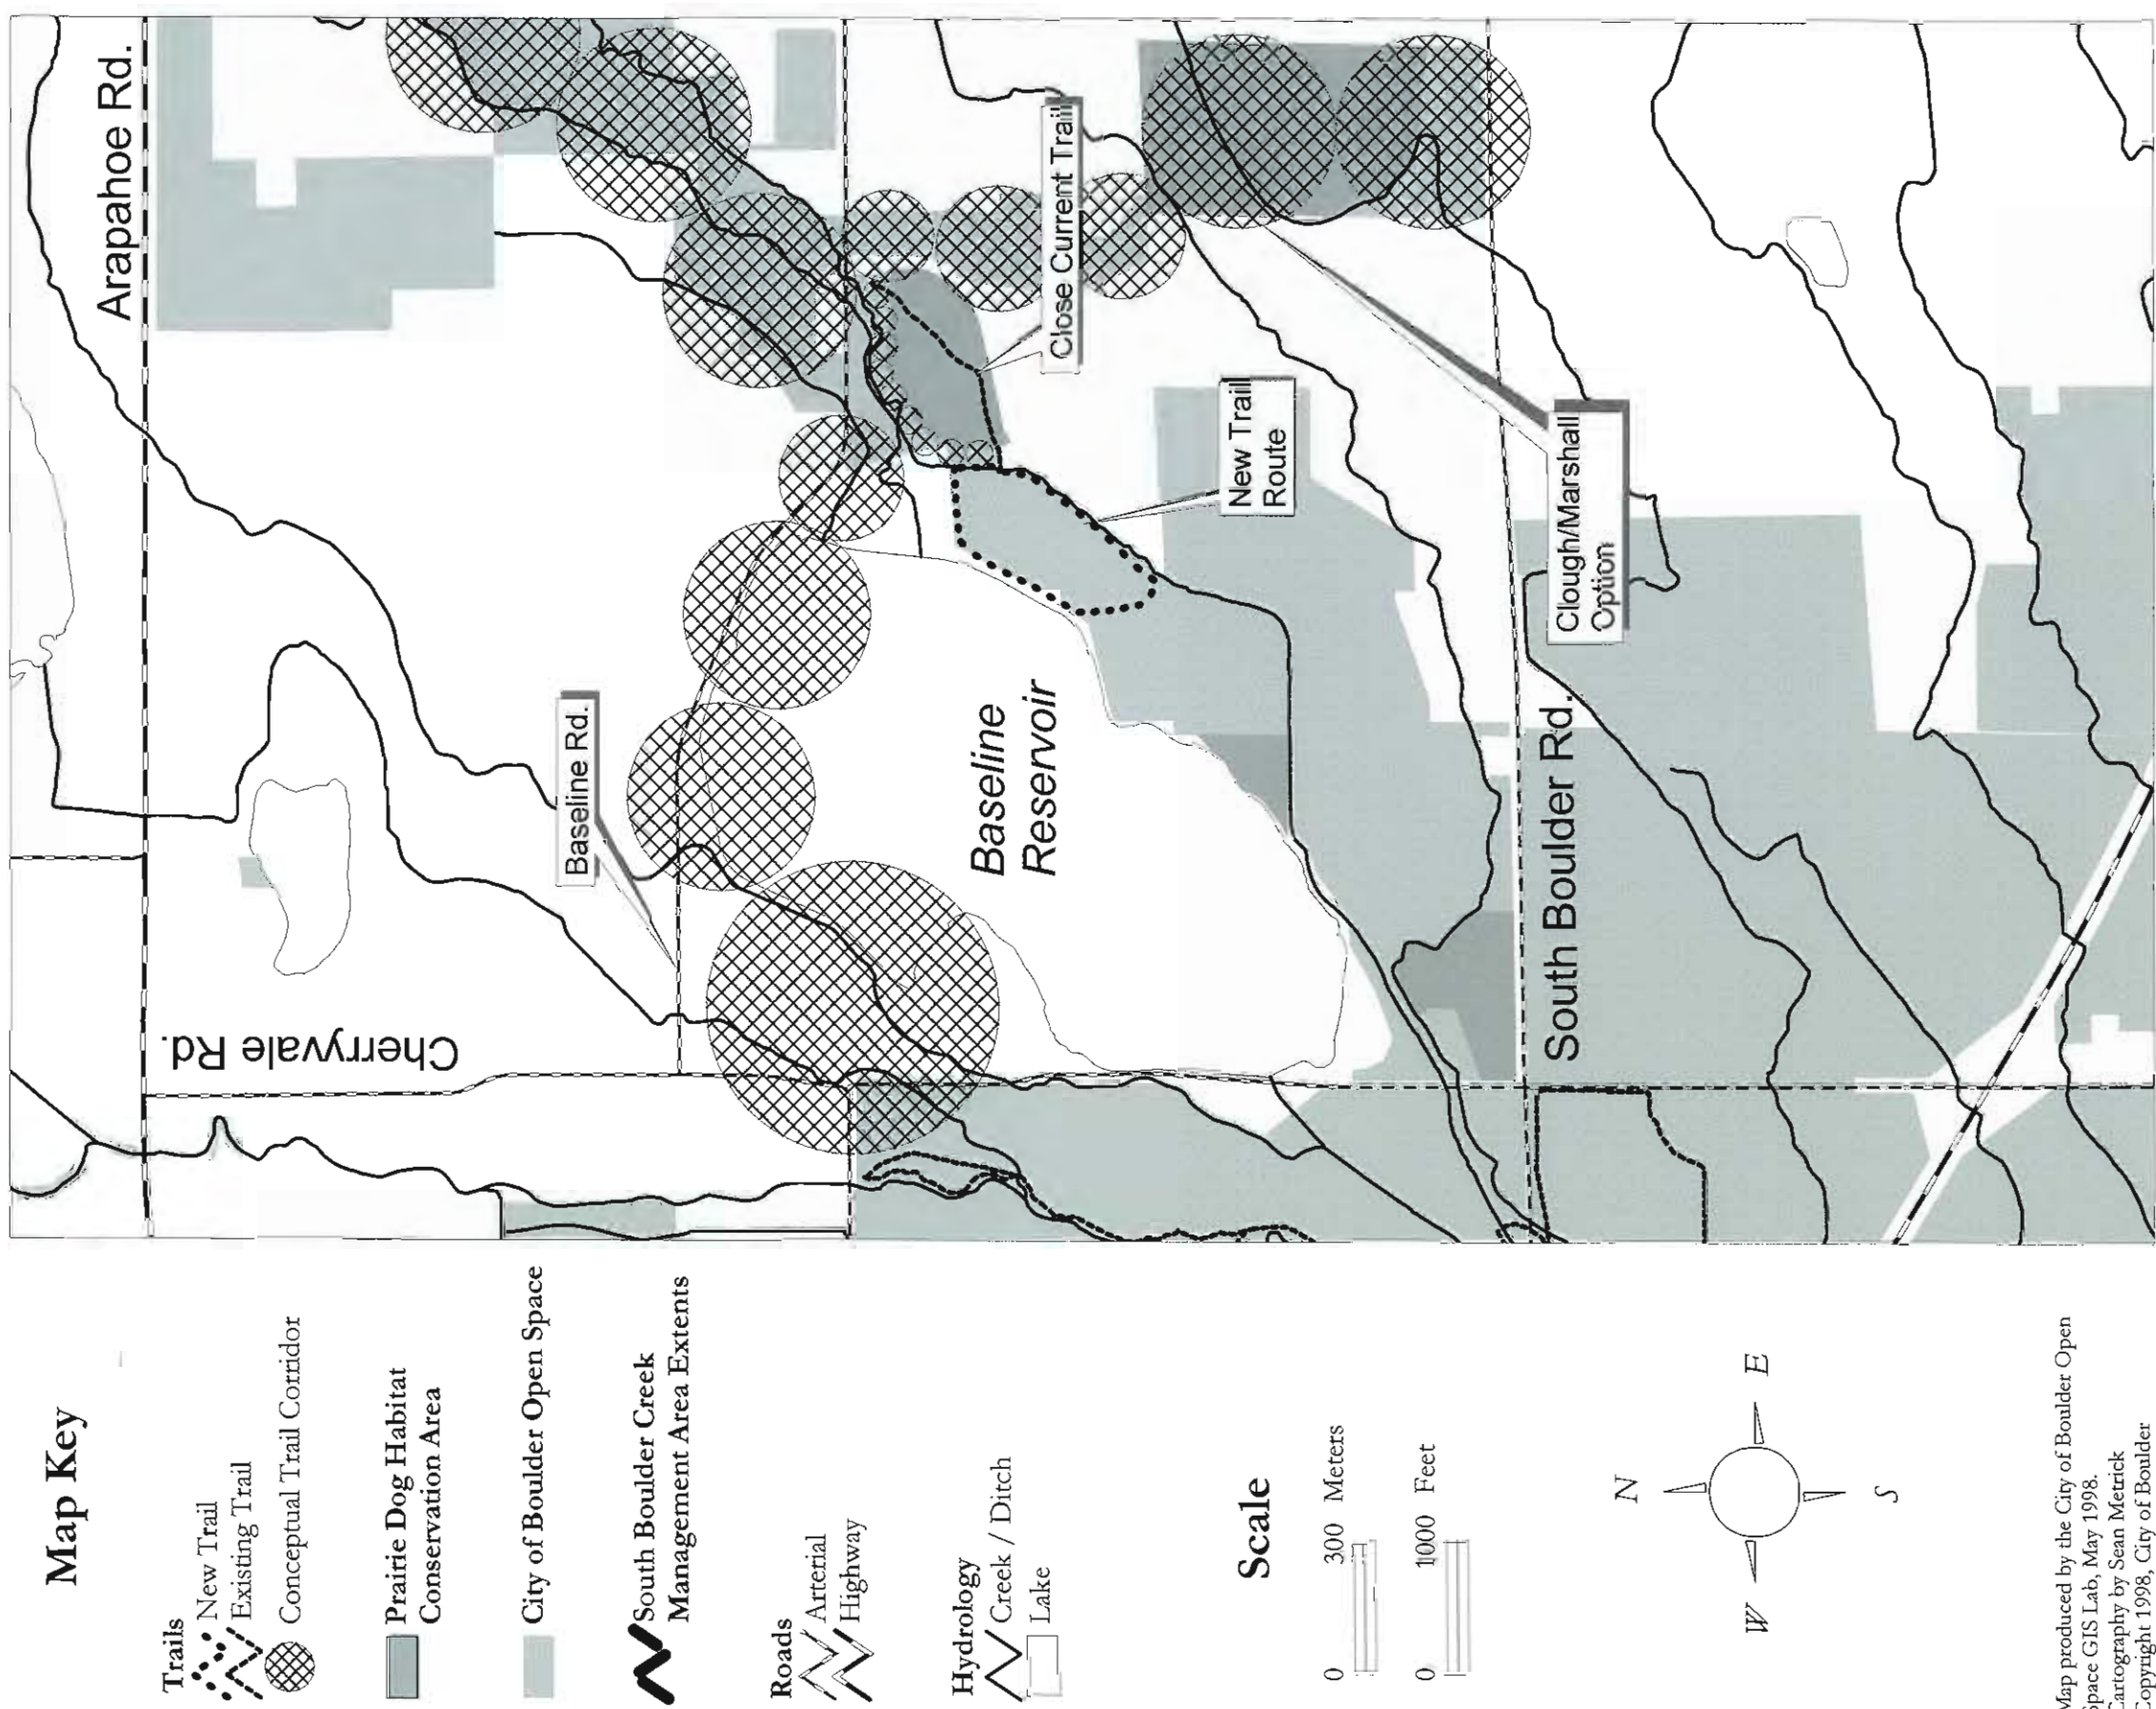 Arapahoe Rd.
Cherryvale Rd.
Baseline Rd.
Baseline
Reservoir
Close Current Trail
New Trail
Route
Clough/Marshall
Option
South Boulder Rd.
Map Key
Trails
New Trail
Existing Trail
Conceptual Trail Corridor
Prairie Dog Habitat
Conservation Area
City of Boulder Open Space
South Boulder Creek
Management Area Extents
Roads
Arterial
Highway
Hydrology
Creek / Ditch
Lake
Scale
0 300 Meters
0 1000 Feet
N
W E
S
Map produced by the City of Boulder Open
Space GIS Lab, May 1998.
Cartography by Sean Metrick
Copyright 1998, City of Boulder